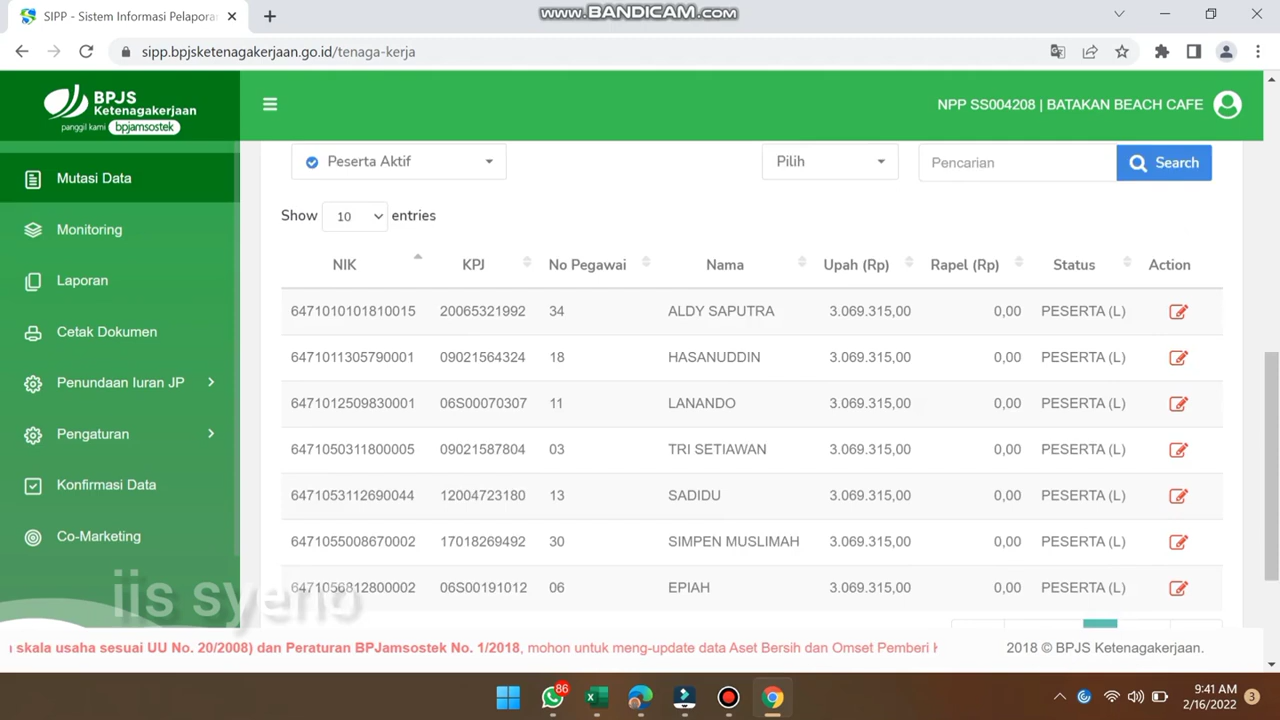 SIPP - Sistem Informasi Pelapora
www.BANDICAM.com
sipp.bpjsketenagakerjaan.go.id/tenaga-kerja
BPJS
Ketenagakerjaan
panggil kami bpjamsostek
NPP SS004208 | BATAKAN BEACH CAFE
Mutasi Data
Monitoring
Laporan
Cetak Dokumen
Penundaan Iuran JP
Pengaturan
Konfirmasi Data
Co-Marketing
Peserta Aktif
Pilih
Pencarian
Search
Show 10 entries
NIK KPJ No Pegawai Nama Upah (Rp) Rapel (Rp) Status Action
6471010101810015 20065321992 34 ALDY SAPUTRA 3.069.315,00 0,00 PESERTA (L)
6471011305790001 09021564324 18 HASANUDDIN 3.069.315,00 0,00 PESERTA (L)
6471012509830001 06S00070307 11 LANANDO 3.069.315,00 0,00 PESERTA (L)
6471050311800005 09021587804 03 TRI SETIAWAN 3.069.315,00 0,00 PESERTA (L)
6471053112690044 12004723180 13 SADIDU 3.069.315,00 0,00 PESERTA (L)
6471055008670002 17018269492 30 SIMPEN MUSLIMAH 3.069.315,00 0,00 PESERTA (L)
6471056812800002 06S00191012 06 EPIAH 3.069.315,00 0,00 PESERTA (L)
iis
skala usaha sesuai UU No. 20/2008) dan Peraturan BPJamsostek No. 1/2018, mohon untuk meng-update data Aset Bersih dan Omset Pemberi
2018 © BPJS Ketenagakerjaan.
86
9:41 AM
2/16/2022
3